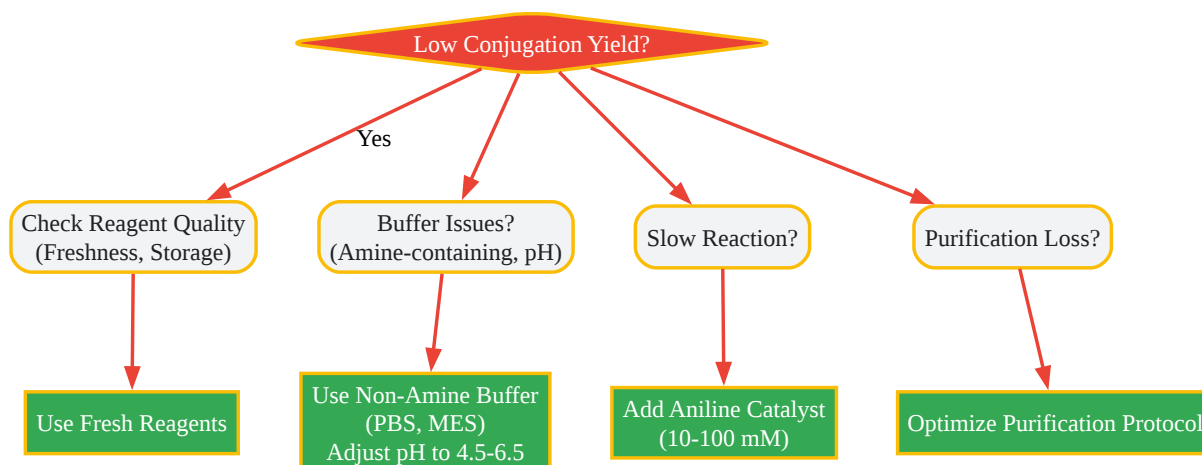 Low Conjugation Yield?
Yes
Check Reagent Quality
(Freshness, Storage)
Buffer Issues?
(Amine-containing, pH)
Slow Reaction?
Purification Loss?
Use Fresh Reagents
Use Non-Amine Buffer
(PBS, MES)
Adjust pH to 4.5-6.5
Add Aniline Catalyst
(10-100 mM)
Optimize Purification Protocol